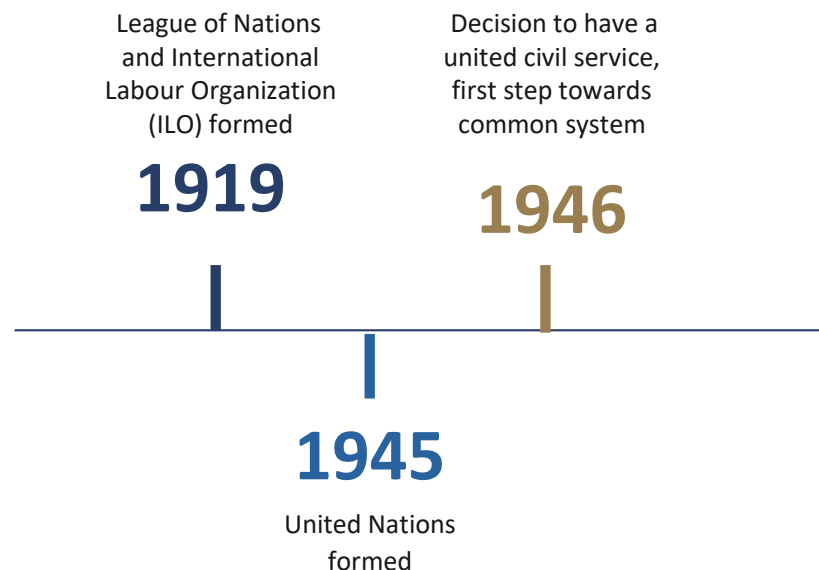 League of Nations
and International
Labour Organization
(ILO) formed
1919
Decision to have a
united civil service,
first step towards
common system
1946
1945
United Nations
formed